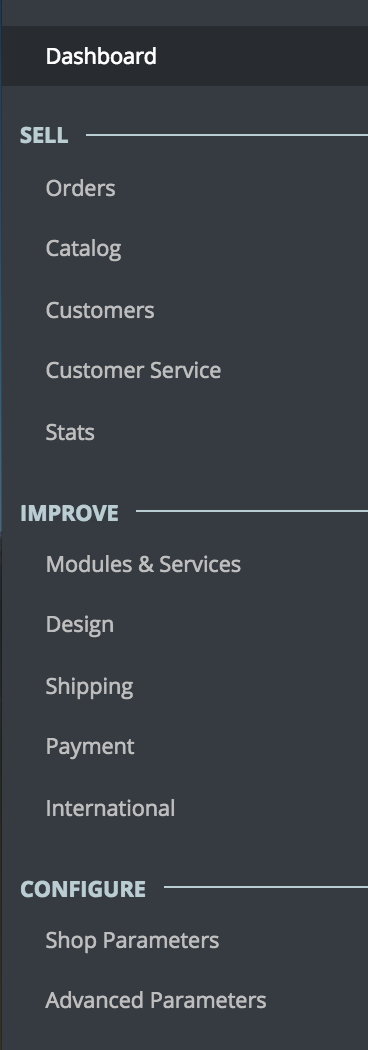 Dashboard
SELL
Orders
Catalog
Customers
Customer Service
Stats
IMPROVE
Modules & Services
Design
Shipping
Payment
International
CONFIGURE
Shop Parameters
Advanced Parameters